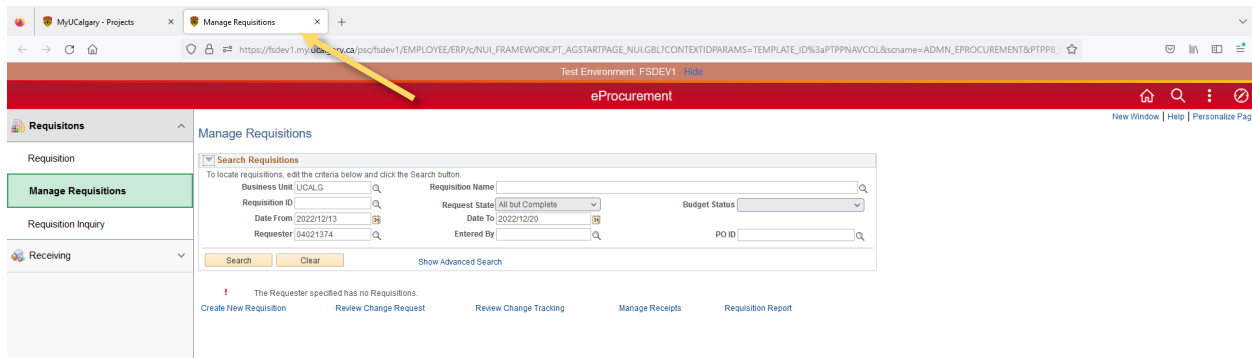 MyUCalgary - Projects × Manage Requisitions × +
https://fsdev1.my.ucalgary.ca/psc/fsdev1/EMPLOYEE/ERP/c/NUI_FRAMEWORK.PT_AGSTARTPAGE_NUI.GBL?CONTEXTIDPARAMS=TEMPLATE_ID%3aPTPPNAVCOL&scname=ADMN_EPROCUREMENT&PTPPB_
Test Environment: FSDEV1 Hide
eProcurement
New Window | Help | Personalize Pag
Requisitons
Requisition
Manage Requisitions
Requisition Inquiry
Receiving
Manage Requisitions
Search Requisitions
To locate requisitions, edit the criteria below and click the Search button.
Business Unit UCALG Requisition Name
Requisition ID Request State All but Complete Budget Status
Date From 2022/12/13 Date To 2022/12/20
Requester 04021374 Entered By PO ID
Search Clear Show Advanced Search
! The Requester specified has no Requisitions.
Create New Requisition Review Change Request Review Change Tracking Manage Receipts Requisition Report